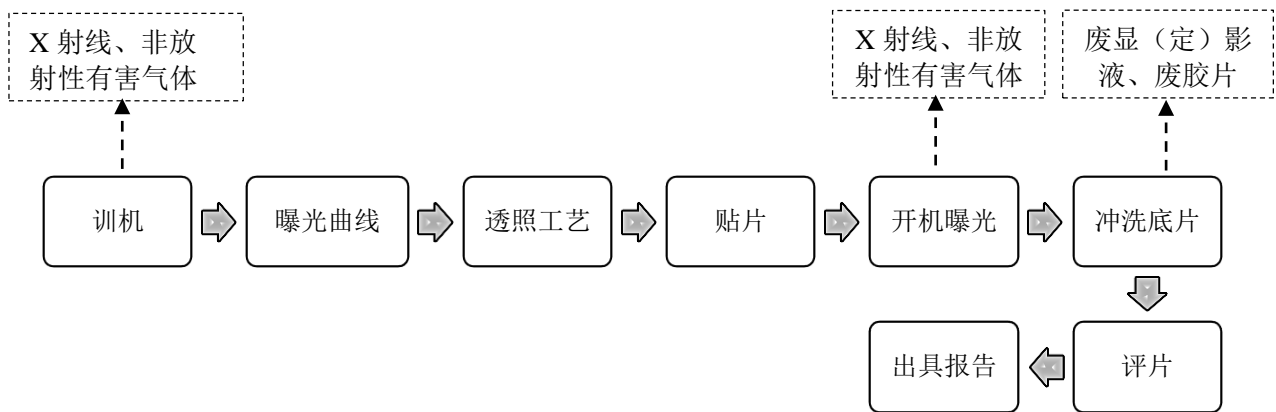 X 射线、非放
射性有害气体
X 射线、非放
射性有害气体
废显（定）影
液、废胶片
训机
曝光曲线
透照工艺
贴片
开机曝光
冲洗底片
出具报告
评片